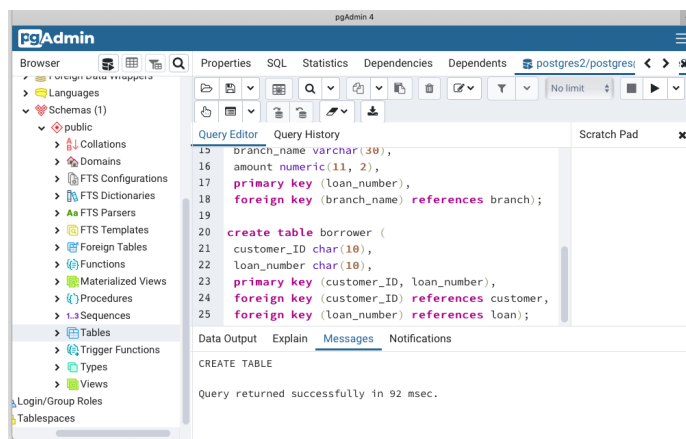 pgAdmin 4
pgAdmin
Browser
Properties SQL Statistics Dependencies Dependents postgres2/postgres
Foreign Data Wrappers
Languages
Schemas (1)
public
Collations
Domains
FTS Configurations
FTS Dictionaries
Aa FTS Parsers
FTS Templates
Foreign Tables
Functions
Materialized Views
Procedures
1..3 Sequences
Tables
Trigger Functions
Types
Views
Login/Group Roles
Tablespaces
No limit
Query Editor Query History
Scratch Pad
15 branch_name varchar(30),
16 amount numeric(11, 2),
17 primary key (loan_number),
18 foreign key (branch_name) references branch);
19
20 create table borrower (
21 customer_ID char(10),
22 loan_number char(10),
23 primary key (customer_ID, loan_number),
24 foreign key (customer_ID) references customer,
25 foreign key (loan_number) references loan);
Data Output Explain Messages Notifications
CREATE TABLE
Query returned successfully in 92 msec.